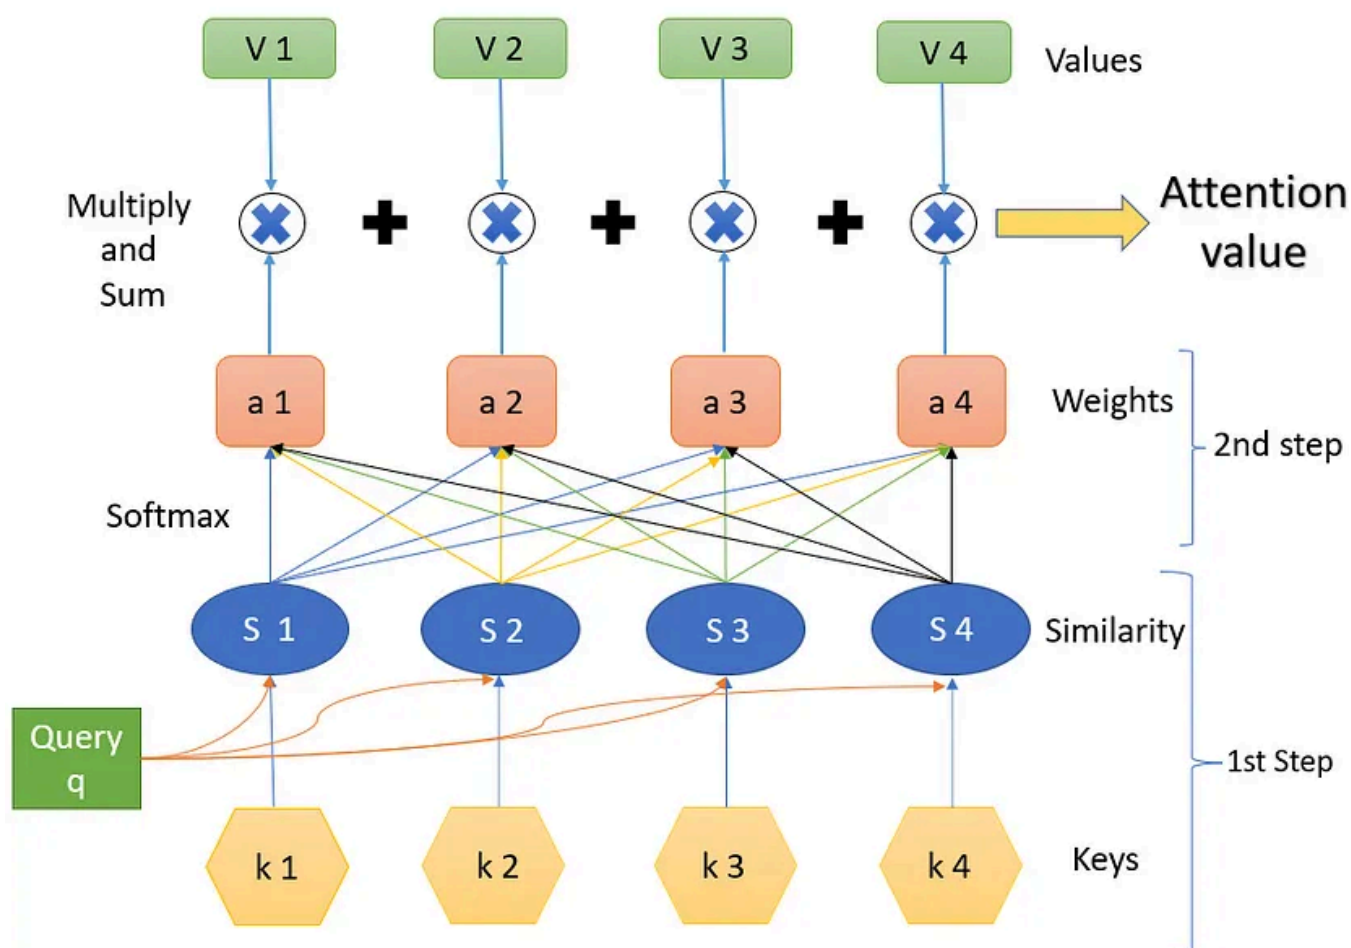 V 1
V 2
V 3
V 4
Values
Multiply
and
Sum
Attention
value
a 1
a 2
a 3
a 4
Weights
2nd step
Softmax
S 1
S 2
S 3
S 4
Similarity
Query
q
1st Step
k 1
k 2
k 3
k 4
Keys